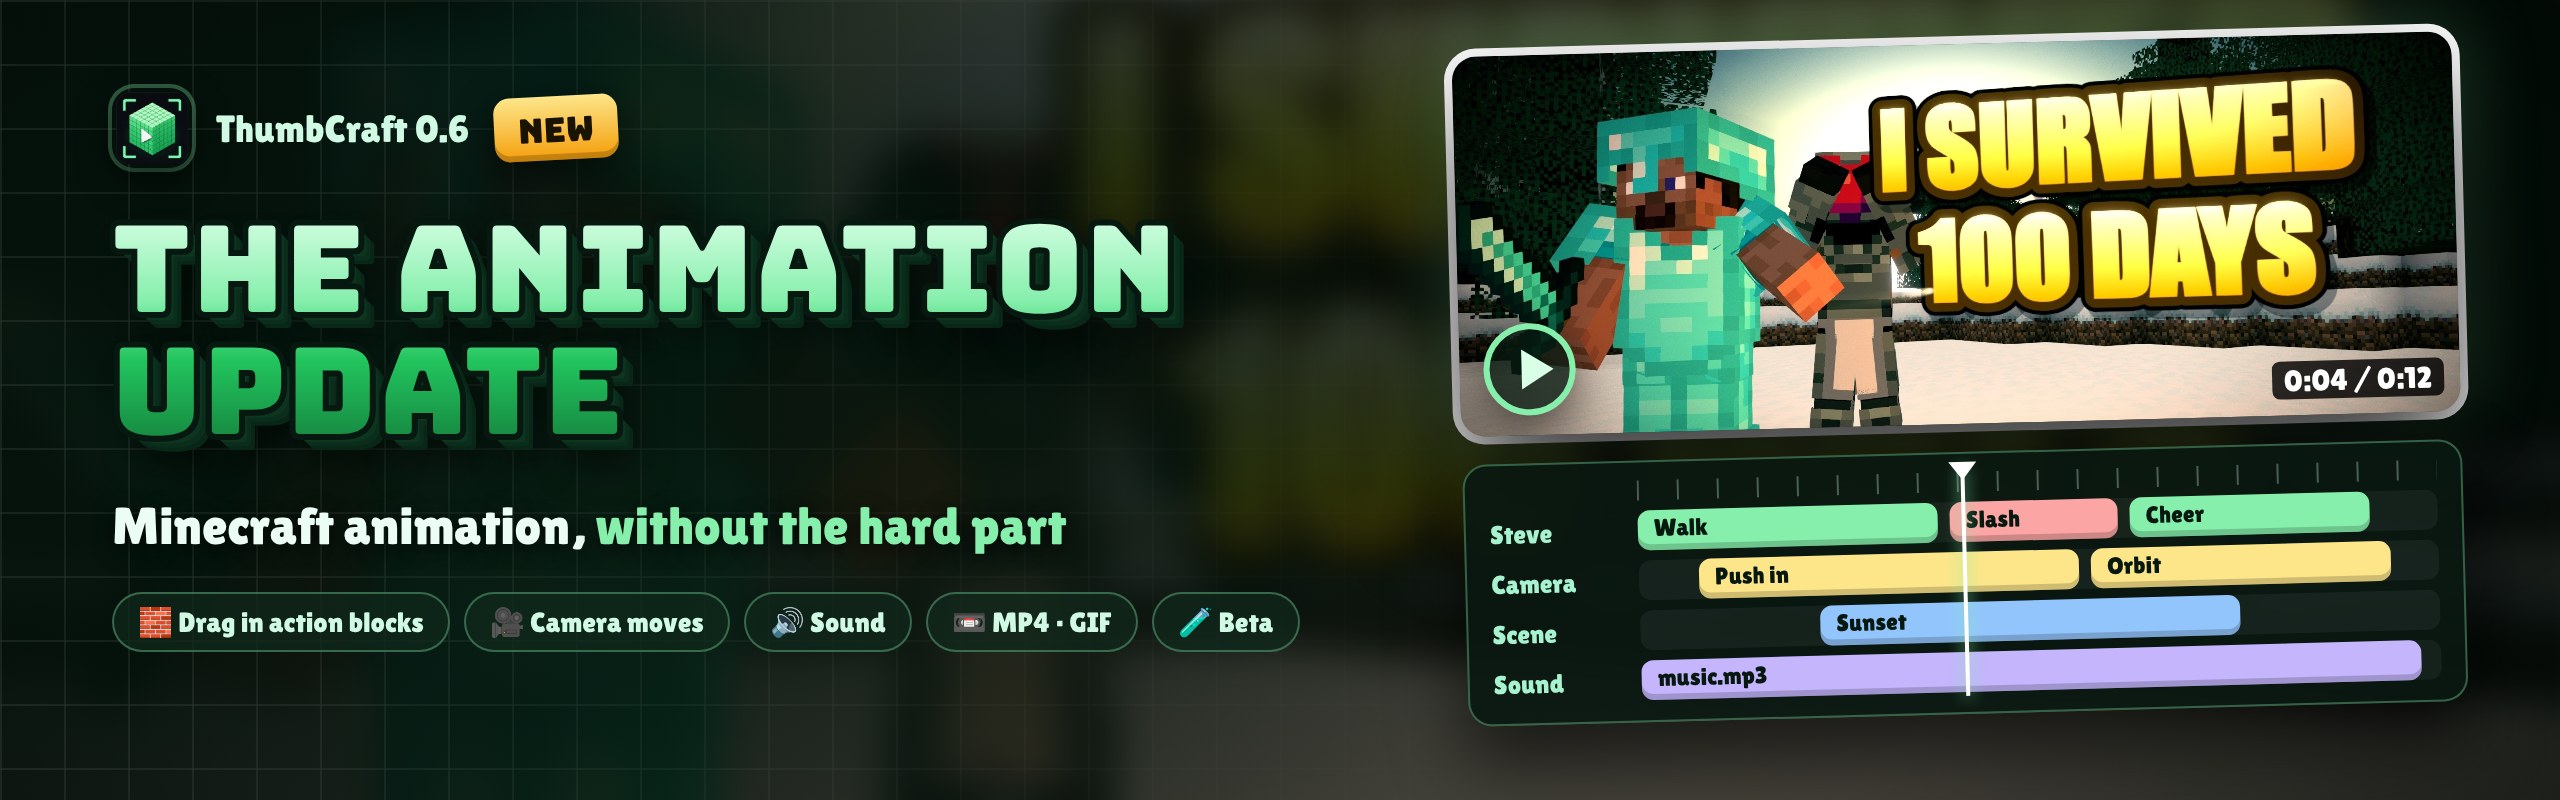 ThumbCraft 0.6
NEW
THE ANIMATION
UPDATE
Minecraft animation, without the hard part
Drag in action blocks
Camera moves
Sound
MP4 · GIF
Beta
I SURVIVED
100 DAYS
0:04 / 0:12
Steve
Walk
Slash
Cheer
Camera
Push in
Orbit
Scene
Sunset
Sound
music.mp3